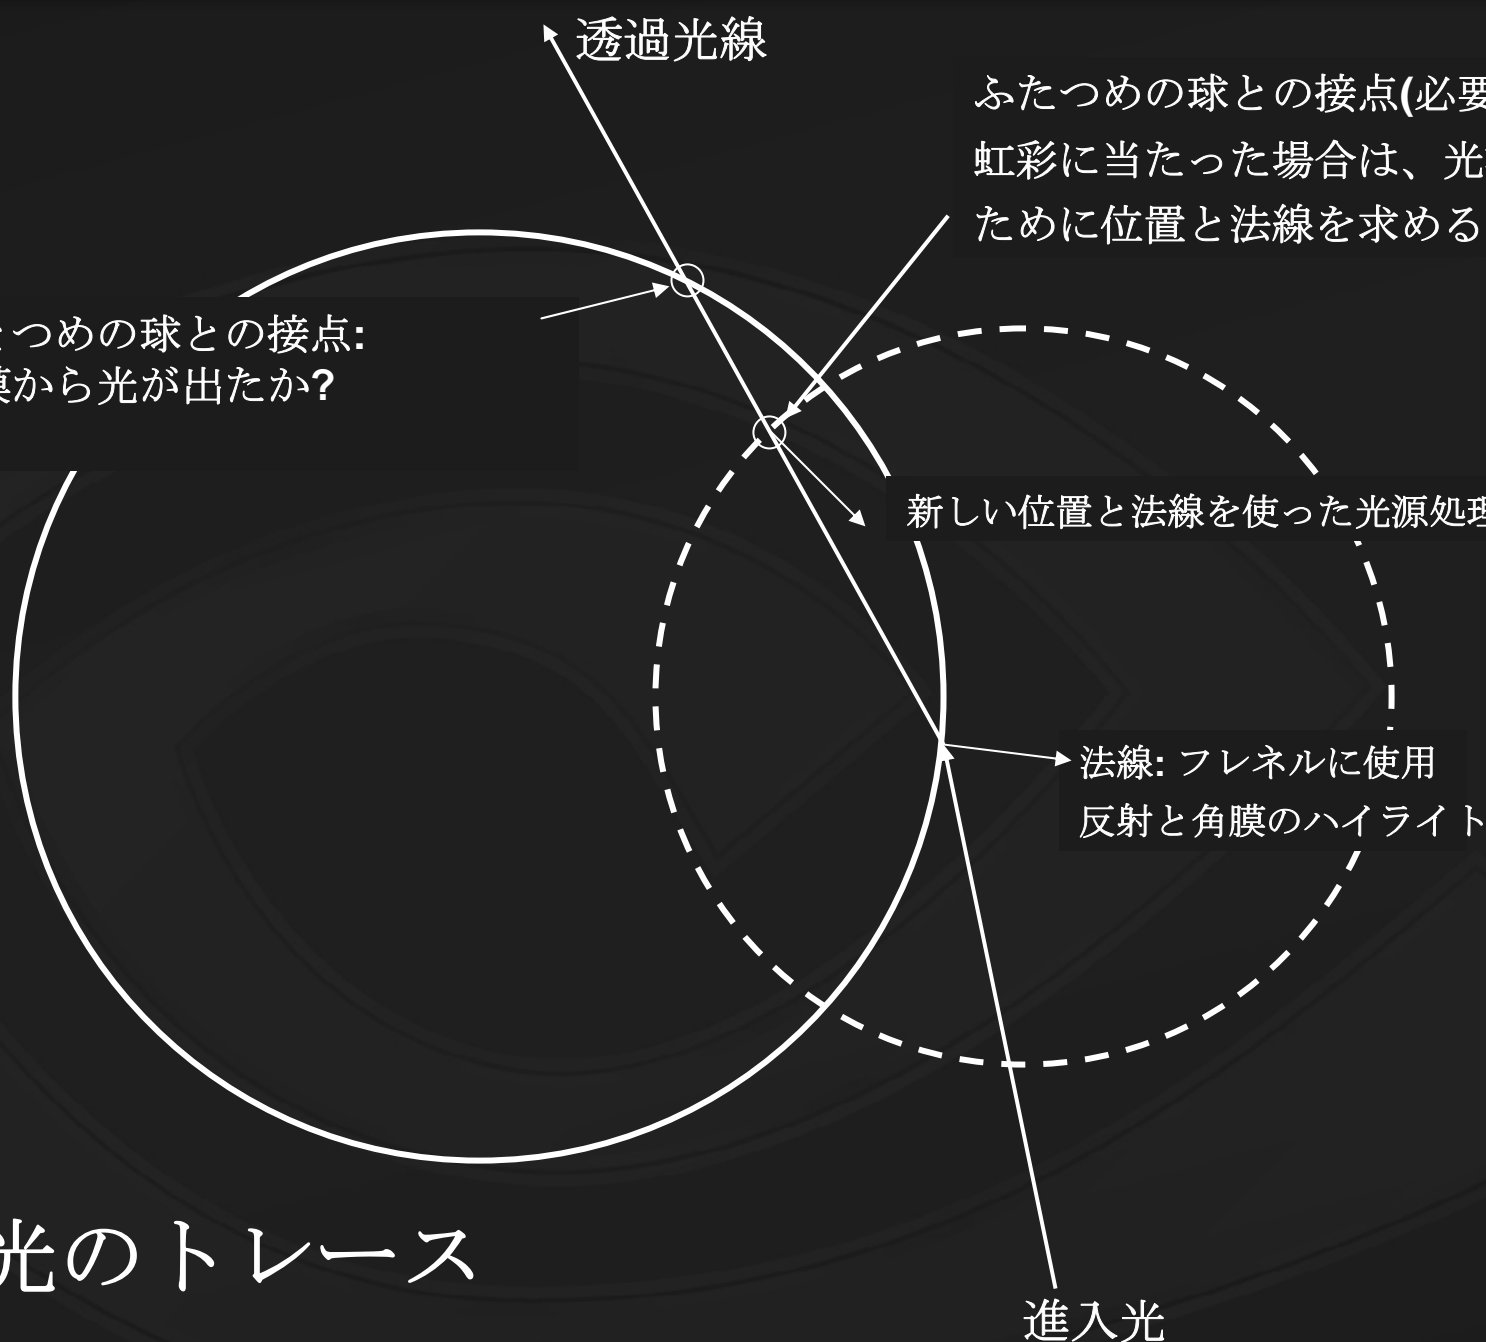 透過光線
ふたつめの球との接点(必要
虹彩に当たった場合は、光
ために位置と法線を求める
つめの球との接点:
から光が出たか?
新しい位置と法線を使った光源処理
法線: フレネルに使用
反射と角膜のハイライト
光のトレース
進入光